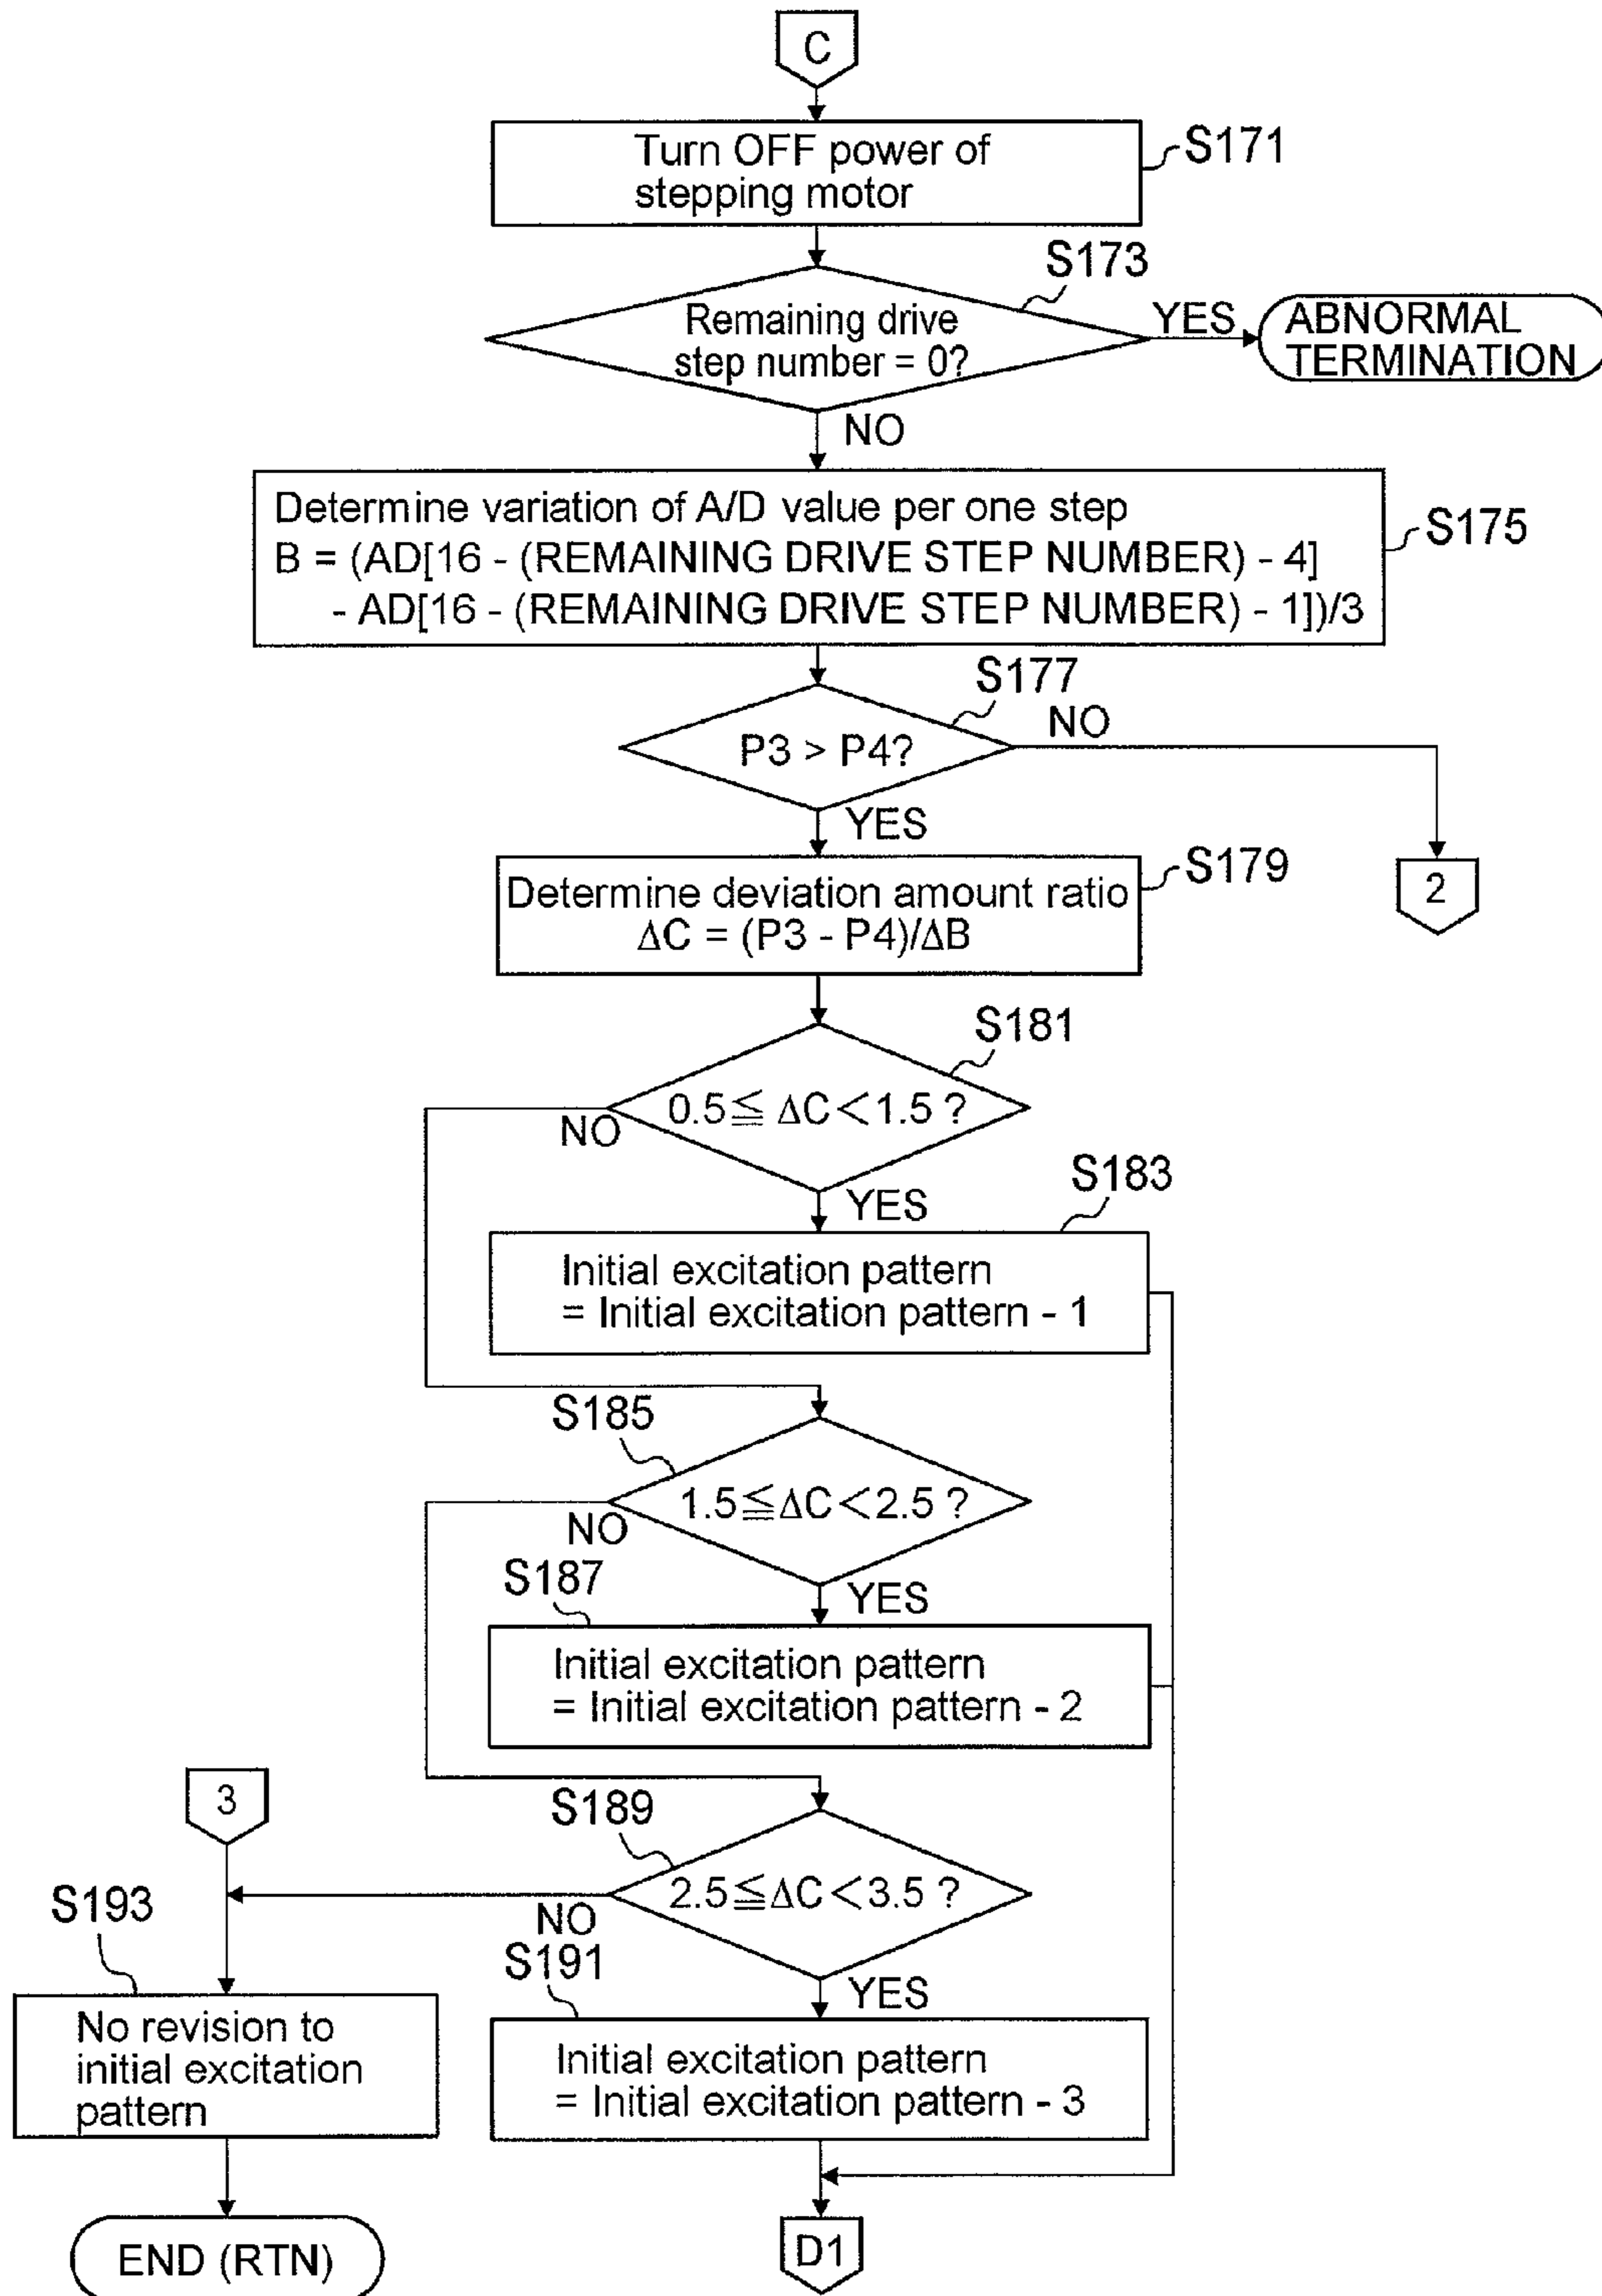 C
Turn OFF power of
stepping motor
S171
S173
Remaining drive
step number = 0?
YES
ABNORMAL
TERMINATION
NO
Determine variation of A/D value per one step
B = (AD[16 - (REMAINING DRIVE STEP NUMBER) - 4]
- AD[16 - (REMAINING DRIVE STEP NUMBER) - 1])/3
S175
S177
P3 > P4?
NO
YES
2
Determine deviation amount ratio
ΔC = (P3 - P4)/ΔB
S179
S181
0.5≦ ΔC<1.5 ?
NO
YES
S183
Initial excitation pattern
= Initial excitation pattern - 1
S185
1.5≦ΔC<2.5 ?
NO
YES
S187
Initial excitation pattern
= Initial excitation pattern - 2
3
S189
2.5≦ΔC<3.5 ?
NO
YES
S193
No revision to
initial excitation
pattern
S191
Initial excitation pattern
= Initial excitation pattern - 3
END (RTN)
D1